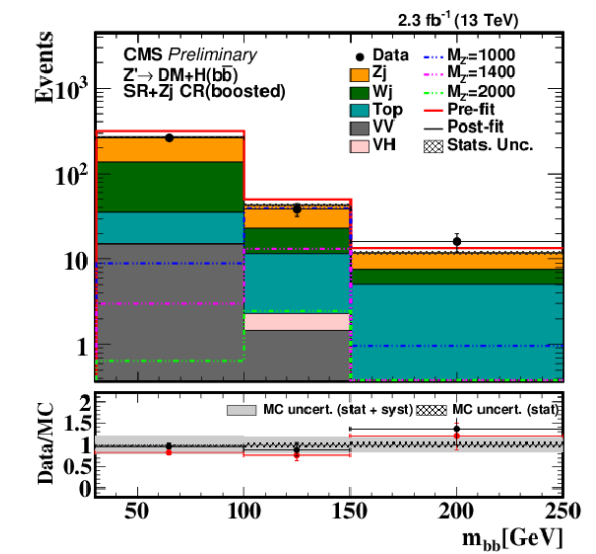 2.3 fb⁻¹ (13 TeV)
Events
CMS Preliminary
Z'→ DM+H(bb̅)
SR+Zj CR(boosted)
Data
Zj
Wj
Top
VV
VH
M_Z'=1000
M_Z'=1400
M_Z'=2000
Pre-fit
Post-fit
Stats. Unc.
10³
10²
10
1
Data/MC
MC uncert. (stat + syst)
MC uncert. (stat)
2
1.5
1
0.5
0
50
100
150
200
250
m_bb[GeV]